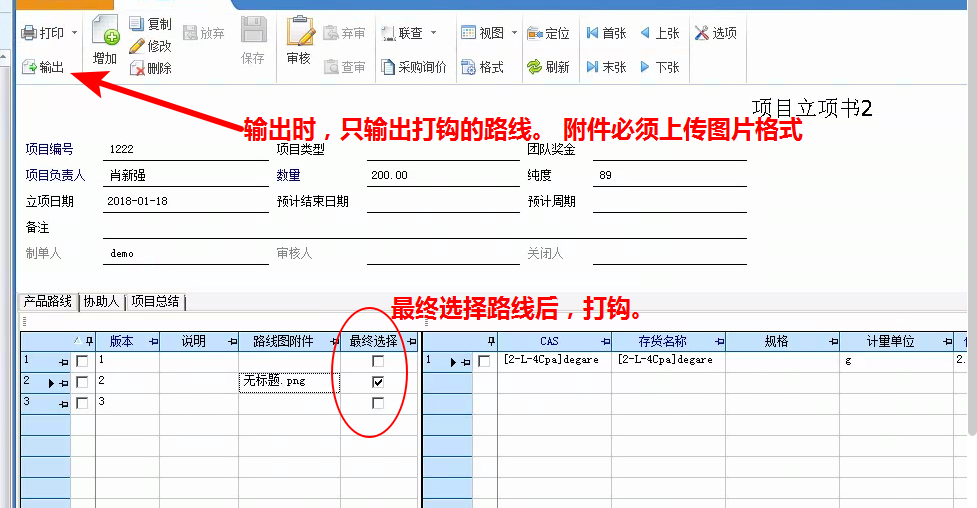 打印 增加 复制 放弃 保存 审核 弃审 联查 视图 定位 首张 上张 选项
修改
输出 删除 查审 采购询价 格式 刷新 末张 下张
项目立项书2
输出时，只输出打钩的路线。 附件必须上传图片格式
项目编号 1222 项目类型 团队奖金
项目负责人 肖新强 数量 200.00 纯度 89
立项日期 2018-01-18 预计结束日期 预计周期
备注
制单人 demo 审核人 关闭人
产品路线 协助人 项目总结
最终选择路线后，打钩。
版本 说明 路线图附件 最终选择 CAS 存货名称 规格 计量单位
1 1 1 [2-L-4Cpa]degare [2-L-4Cpa]degare g 2.
2 2 无标题.png
3 3